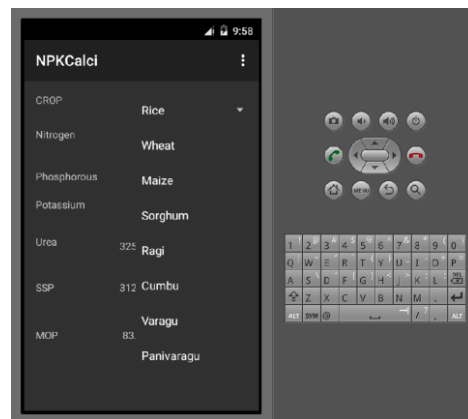 9:58
NPKCalci
CROP
Rice
Nitrogen
Wheat
Phosphorous
Maize
Potassium
Sorghum
Urea 325 Ragi
SSP 312 Cumbu
Varagu
MOP 83.
Panivaragu
MENU
1 2 3 4 5 6 7 8 9 0
Q W E R T Y U I O P
A S D F G H J K L DEL
Z X C V B N M .
ALT SYM @ / ? , ALT